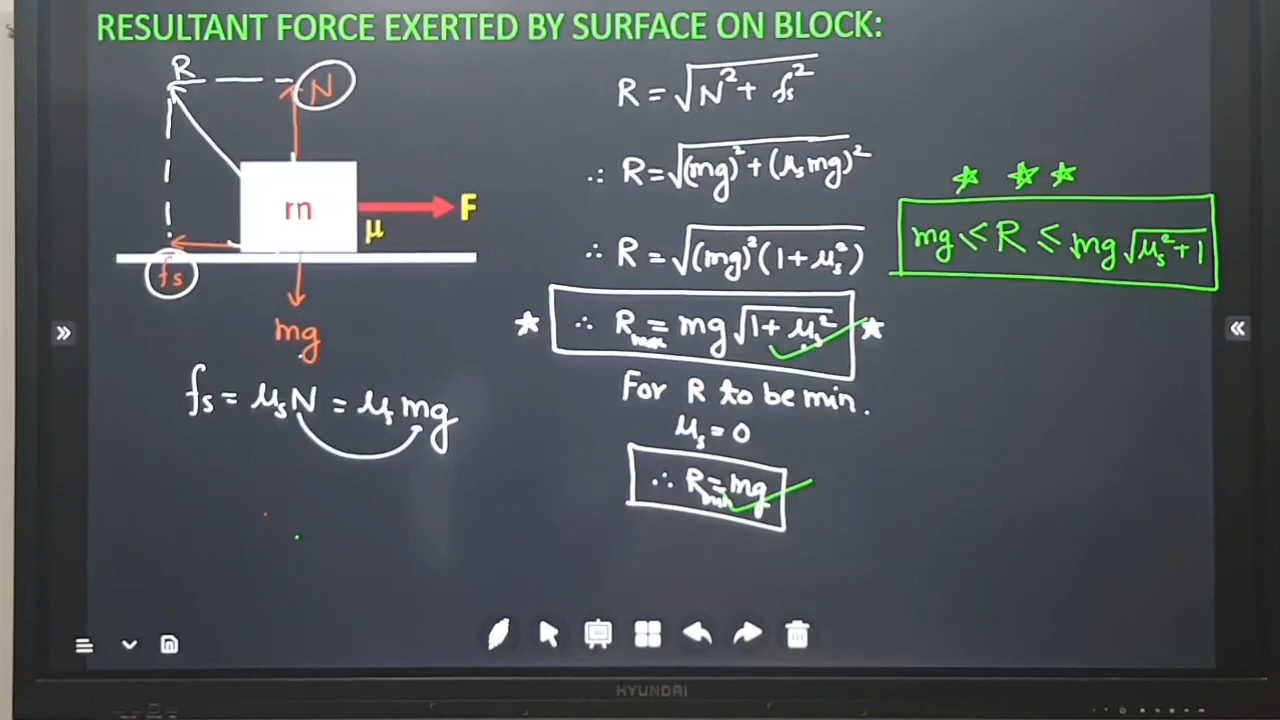 RESULTANT FORCE EXERTED BY SURFACE ON BLOCK:
R
N
m
F
μ
fs
mg
fs = μsN = μs mg
R = √N² + fs²
∴ R = √(mg)² + (μs mg)²
∴ R = √(mg)² (1 + μs²)
∴ Rmax = mg √1 + μs²
For R to be min.
μs = 0
∴ Rmin = mg
mg ≤ R ≤ mg √μs² + 1
HYUNDAI